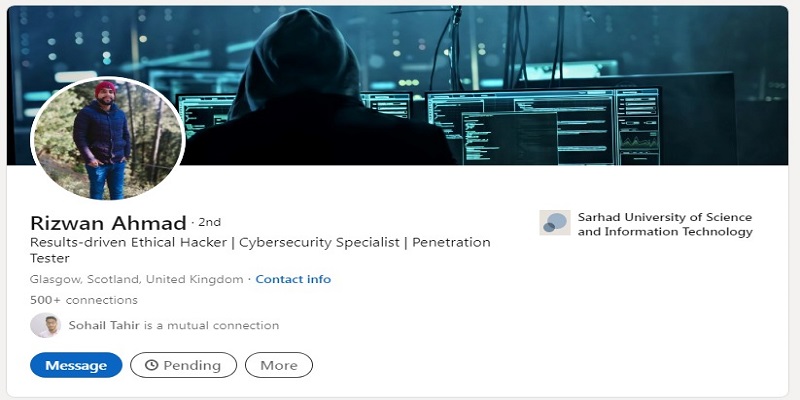 Rizwan Ahmad · 2nd
Results-driven Ethical Hacker | Cybersecurity Specialist | Penetration
Tester
Glasgow, Scotland, United Kingdom · Contact info
500+ connections
Sohail Tahir is a mutual connection
Message Pending More
Sarhad University of Science
and Information Technology